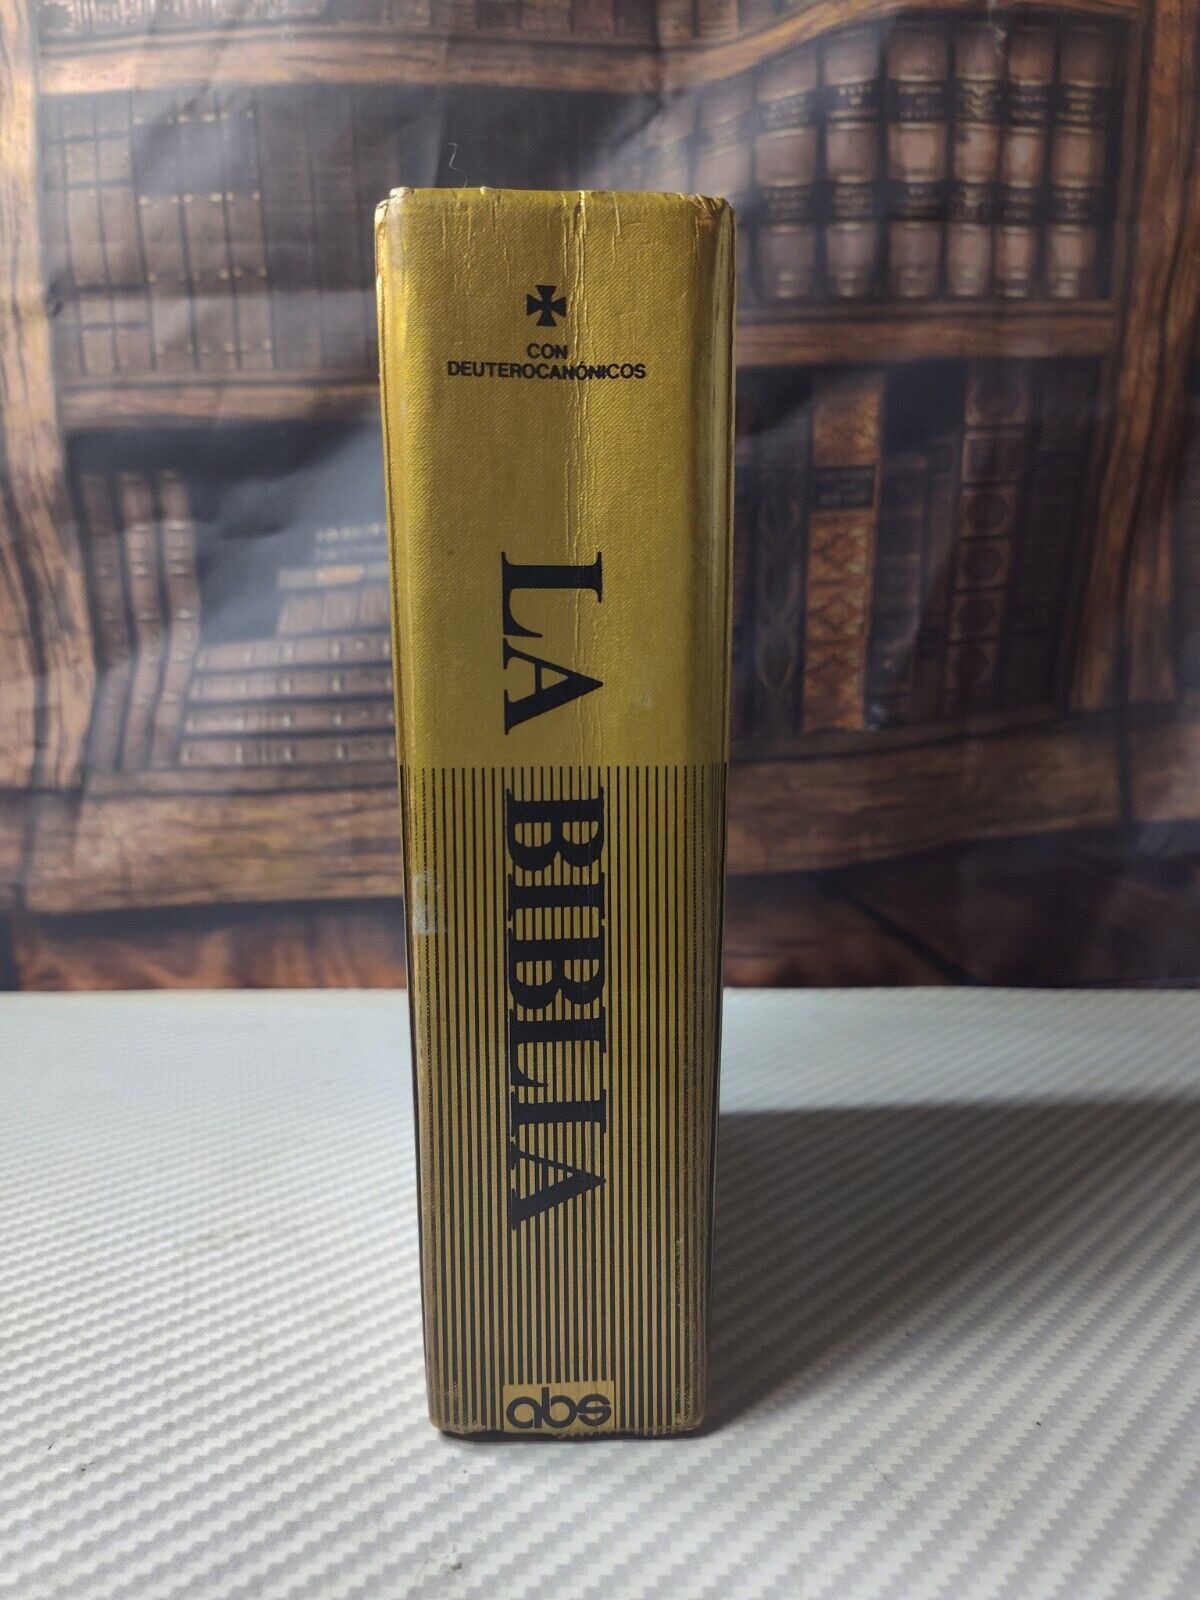 CON
DEUTEROCANÓNICOS
LA BIBLIA
abs